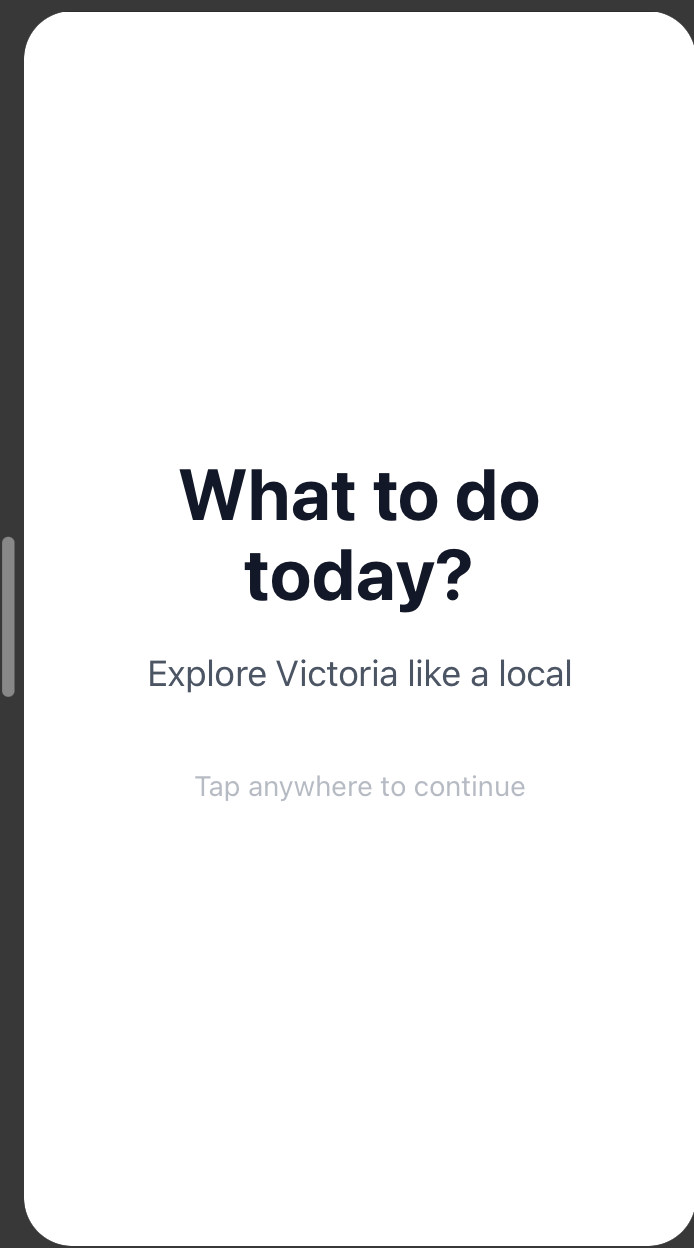 What to do
today?
Explore Victoria like a local
Tap anywhere to continue